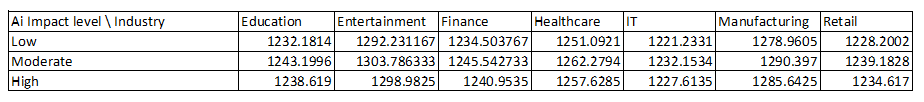 Ai Impact level \ Industry Education Entertainment Finance Healthcare IT Manufacturing Retail
Low 1232.1814 1292.231167 1234.503767 1251.0921 1221.2331 1278.9605 1228.2002
Moderate 1243.1996 1303.786333 1245.542733 1262.2794 1232.1534 1290.397 1239.1828
High 1238.619 1298.9825 1240.9535 1257.6285 1227.6135 1285.6425 1234.617